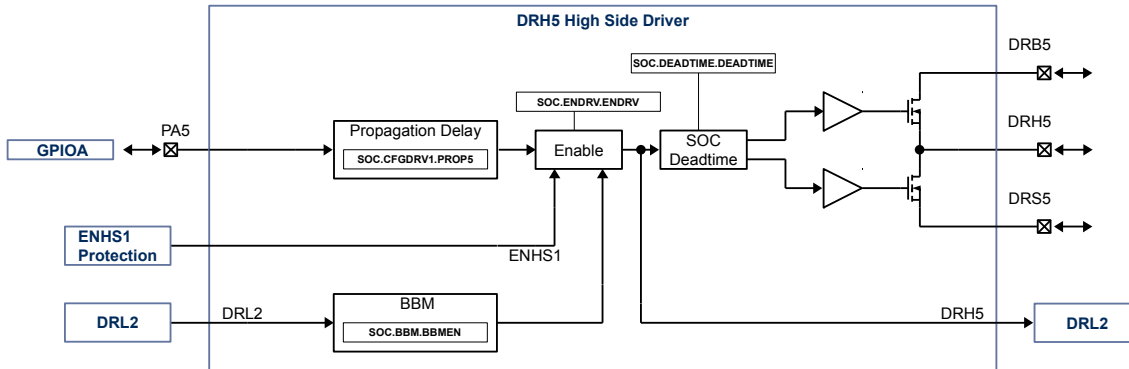 DRH5 High Side Driver
DRB5
SOC.DEADTIME.DEADTIME
SOC.ENDRV.ENDRV
PA5
Propagation Delay
DRH5
GPIOA
SOC.CFGDRV1.PROP5
Enable
SOC
Deadtime
DRS5
ENHS1
Protection
ENHS1
BBM
DRL2
DRL2
DRH5
DRL2
SOC.BBM.BBMEN